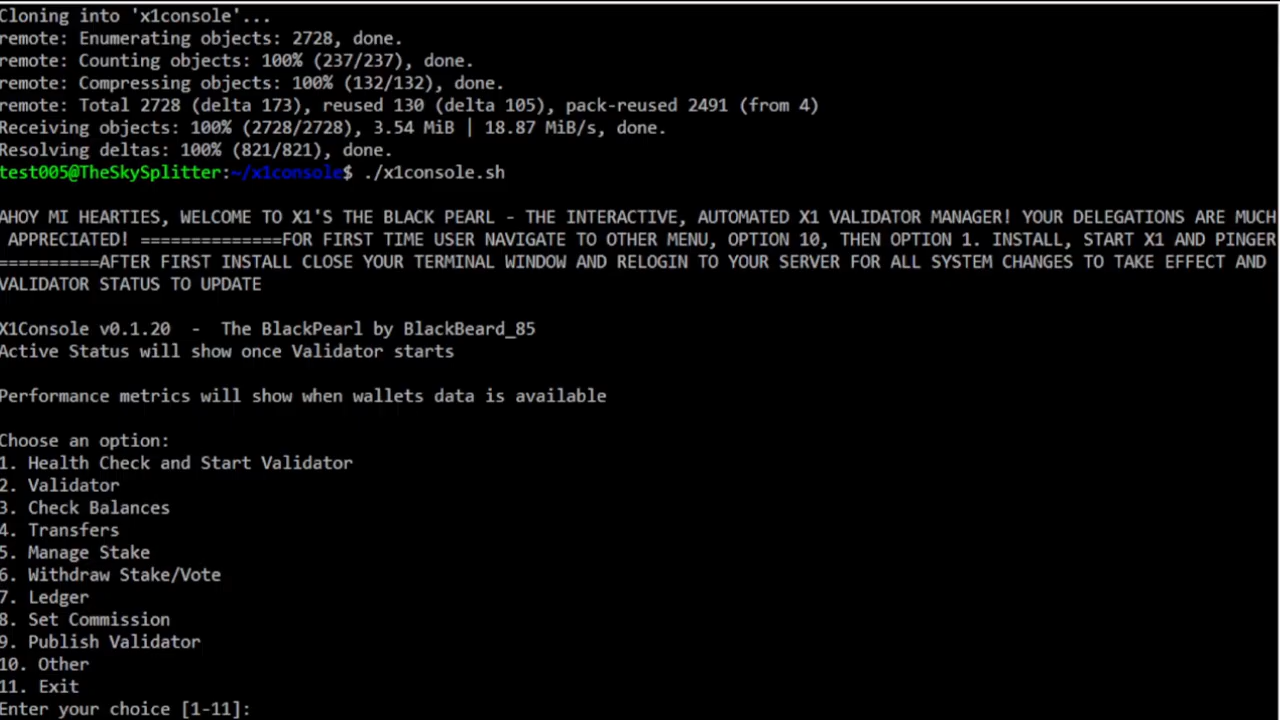 Cloning into 'x1console'...
remote: Enumerating objects: 2728, done.
remote: Counting objects: 100% (237/237), done.
remote: Compressing objects: 100% (132/132), done.
remote: Total 2728 (delta 173), reused 130 (delta 105), pack-reused 2491 (from 4)
Receiving objects: 100% (2728/2728), 3.54 MiB | 18.87 MiB/s, done.
Resolving deltas: 100% (821/821), done.
test005@TheSkySplitter:~/x1console$ ./x1console.sh
AHOY MI HEARTIES, WELCOME TO X1'S THE BLACK PEARL - THE INTERACTIVE, AUTOMATED X1 VALIDATOR MANAGER! YOUR DELEGATIONS ARE MUCH
APPRECIATED! ==============FOR FIRST TIME USER NAVIGATE TO OTHER MENU, OPTION 10, THEN OPTION 1. INSTALL, START X1 AND PINGER
==========AFTER FIRST INSTALL CLOSE YOUR TERMINAL WINDOW AND RELOGIN TO YOUR SERVER FOR ALL SYSTEM CHANGES TO TAKE EFFECT AND
VALIDATOR STATUS TO UPDATE
X1Console v0.1.20  -  The BlackPearl by BlackBeard_85
Active Status will show once Validator starts
Performance metrics will show when wallets data is available
Choose an option:
1. Health Check and Start Validator
2. Validator
3. Check Balances
4. Transfers
5. Manage Stake
6. Withdraw Stake/Vote
7. Ledger
8. Set Commission
9. Publish Validator
10. Other
11. Exit
Enter your choice [1-11]: